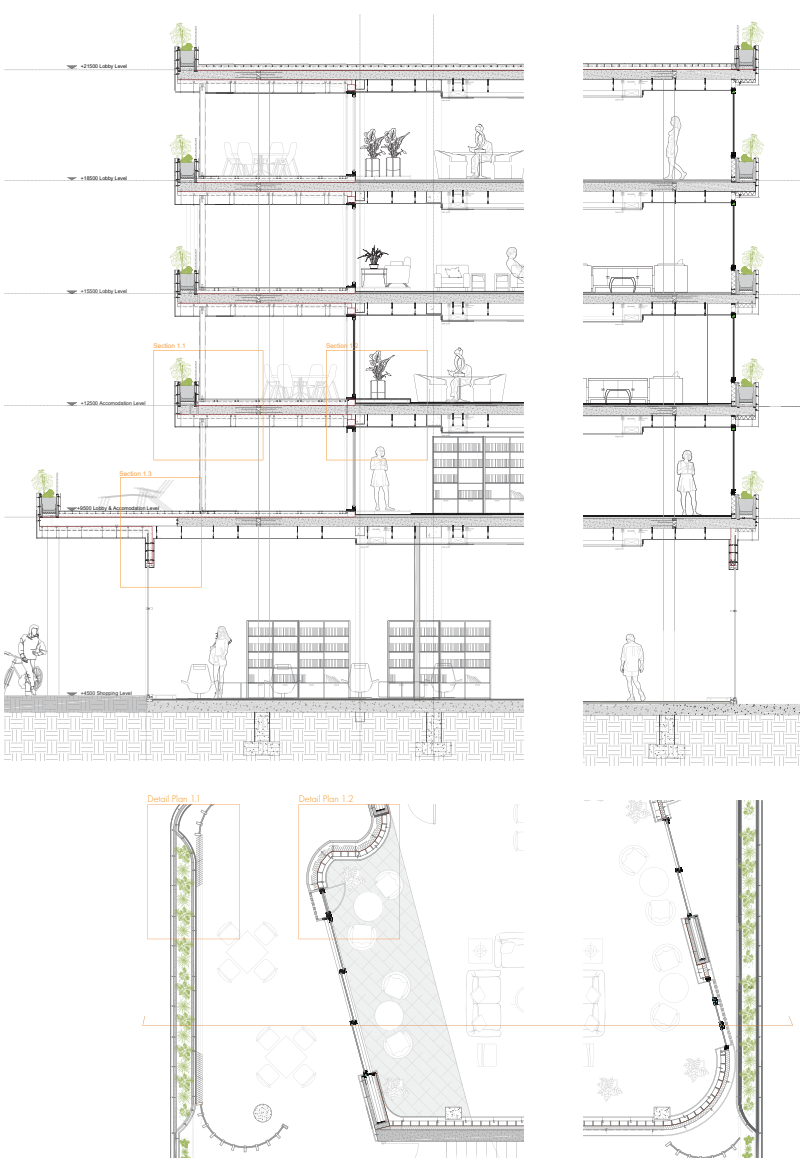 +21500 Lobby Level
+18500 Lobby Level
+15500 Lobby Level
Section 1.1
Section 1.2
+12500 Accomodation Level
Section 1.3
+9500 Lobby & Accomodation Level
+4500 Shopping Level
Detail Plan 1.1
Detail Plan 1.2